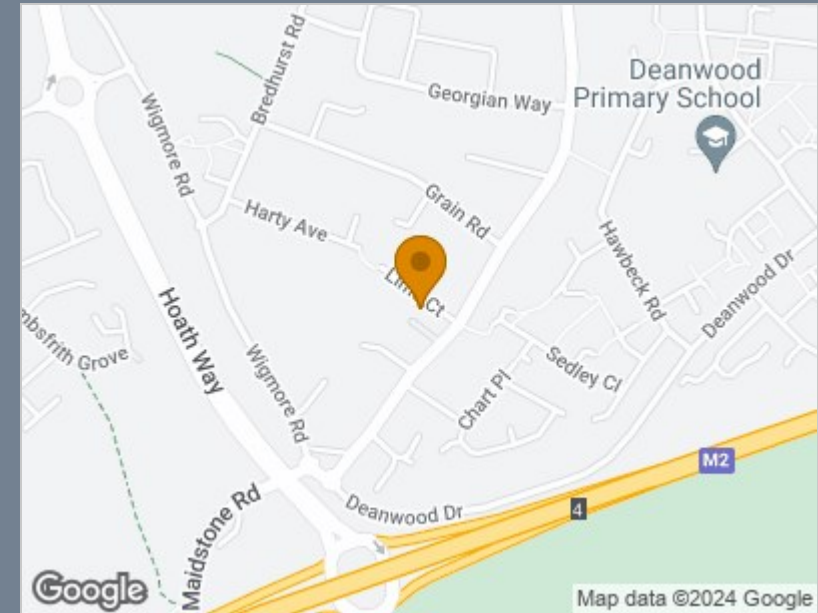 Deanwood
Primary School
Bredhurst Rd
Georgian Way
Wigmore Rd
Grain Rd
Harty Ave
Hawbeck Rd
Deanwood Dr
Hoath Way
Sedley Cl
Wigmore Rd
Chart Pl
M2
Maidstone Rd
Deanwood Dr
4
Google
Map data ©2024 Google